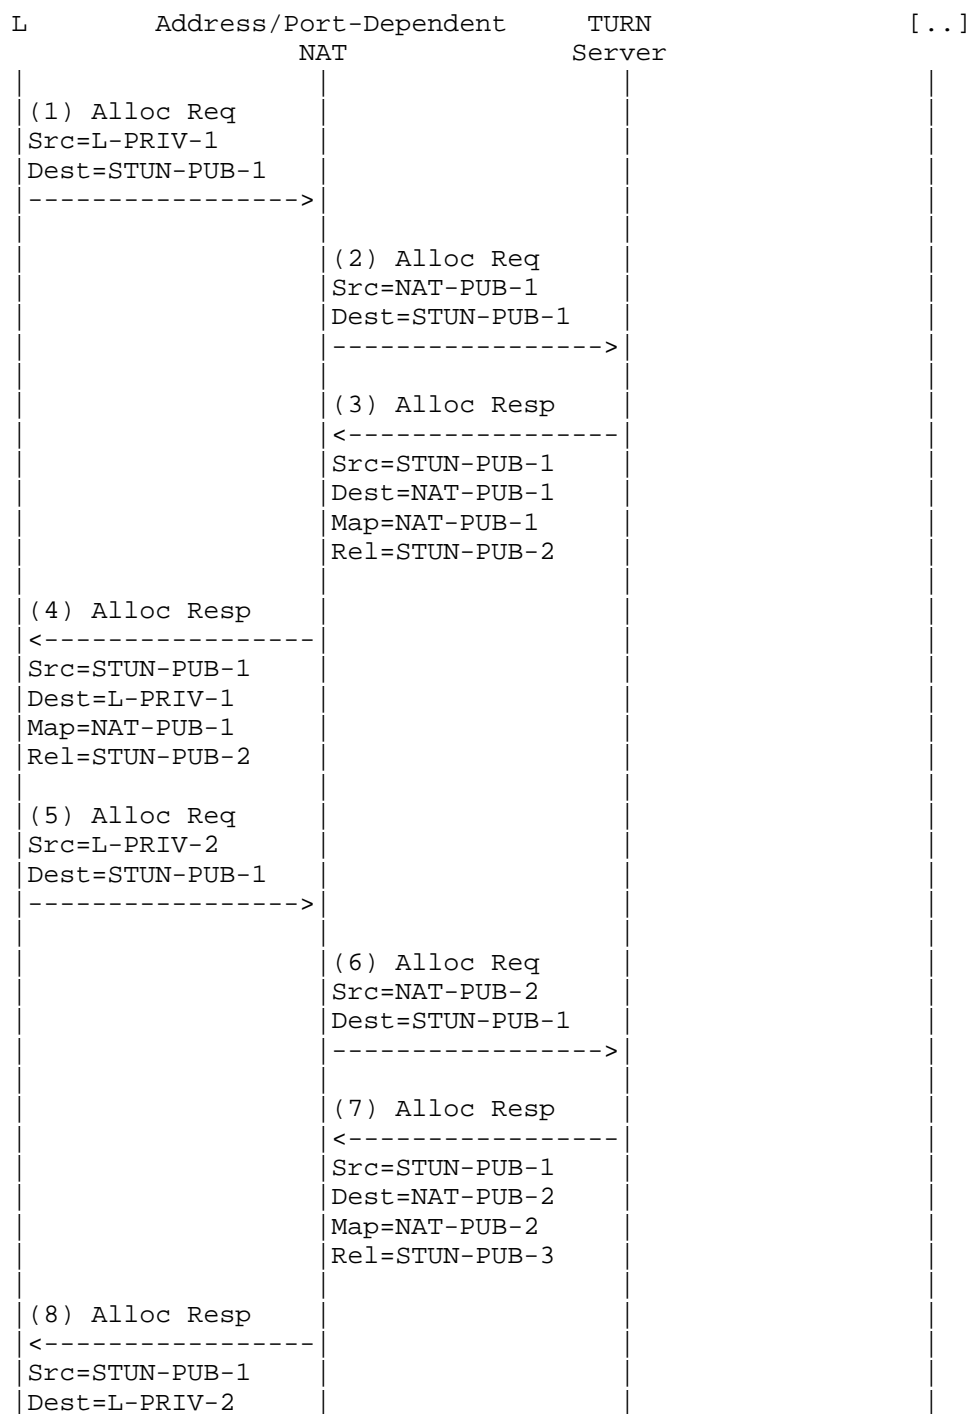 L        Address/Port-Dependent     TURN                [..]
                  NAT              Server
(1) Alloc Req
Src=L-PRIV-1
Dest=STUN-PUB-1
----------------->
(2) Alloc Req
Src=NAT-PUB-1
Dest=STUN-PUB-1
----------------->
(3) Alloc Resp
<-----------------
Src=STUN-PUB-1
Dest=NAT-PUB-1
Map=NAT-PUB-1
Rel=STUN-PUB-2
(4) Alloc Resp
<-----------------
Src=STUN-PUB-1
Dest=L-PRIV-1
Map=NAT-PUB-1
Rel=STUN-PUB-2
(5) Alloc Req
Src=L-PRIV-2
Dest=STUN-PUB-1
----------------->
(6) Alloc Req
Src=NAT-PUB-2
Dest=STUN-PUB-1
----------------->
(7) Alloc Resp
<-----------------
Src=STUN-PUB-1
Dest=NAT-PUB-2
Map=NAT-PUB-2
Rel=STUN-PUB-3
(8) Alloc Resp
<-----------------
Src=STUN-PUB-1
Dest=L-PRIV-2